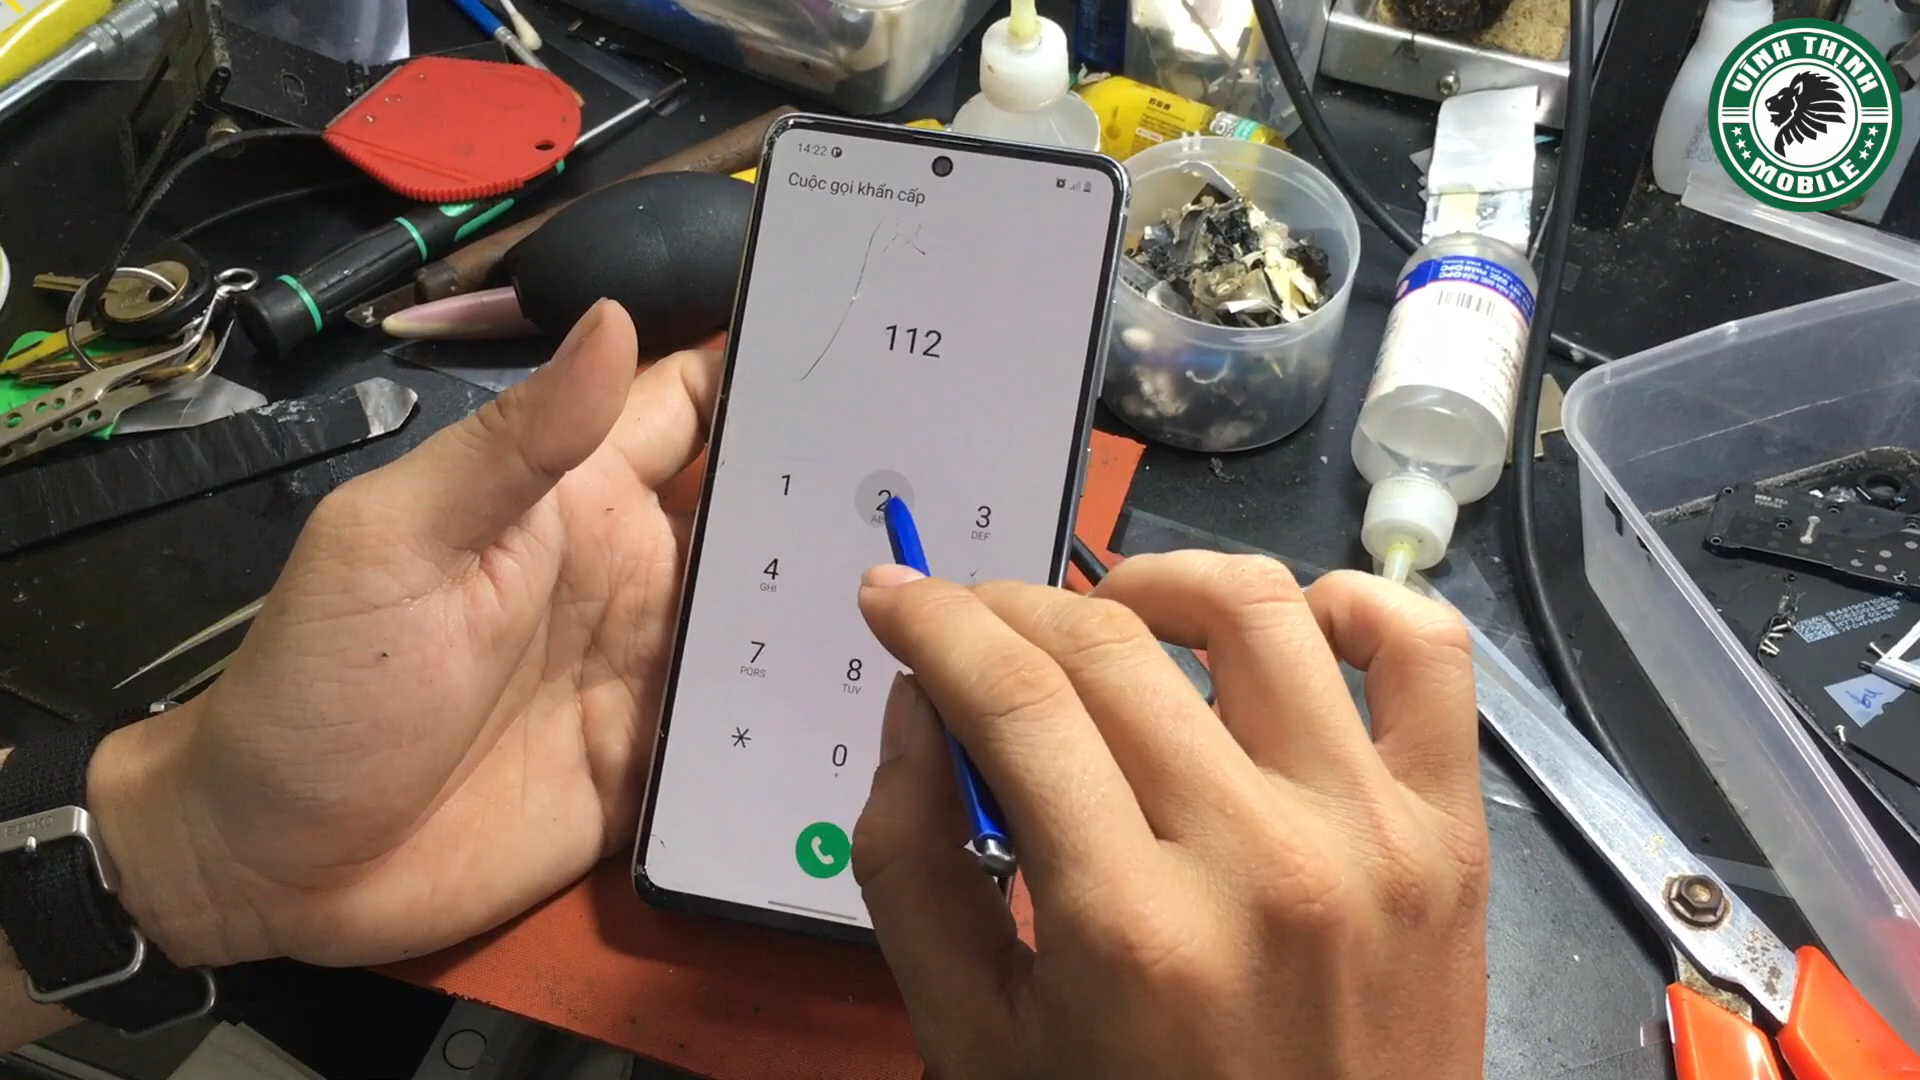 14:22
Cuộc gọi khẩn cấp
112
1
2
3
DEF
4
GHI
7
PQRS
8
TUV
*
0
+
VĨNH THỊNH
MOBILE